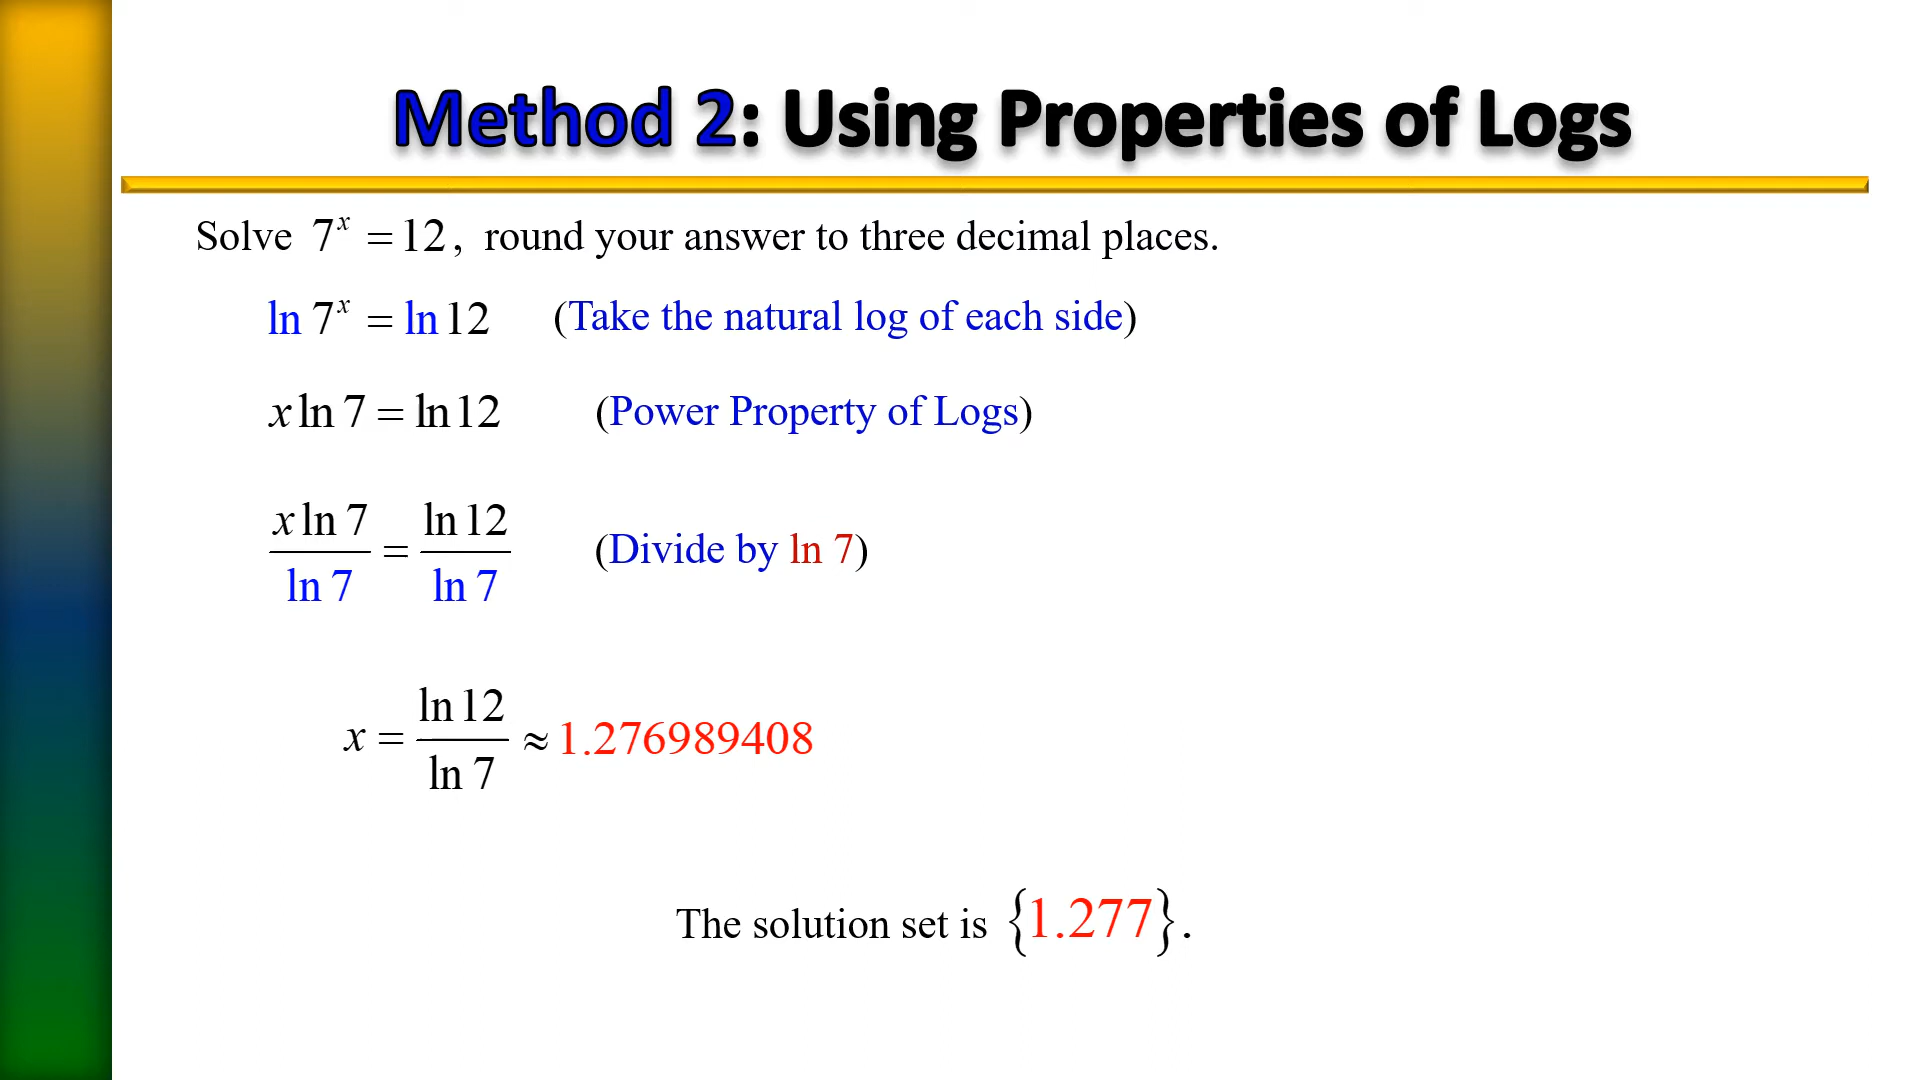 Method 2: Using Properties of Logs
Solve 7ˣ = 12, round your answer to three decimal places.
ln 7ˣ = ln 12 (Take the natural log of each side)
x ln 7 = ln 12 (Power Property of Logs)
x ln 7 / ln 7 = ln 12 / ln 7 (Divide by ln 7)
x = ln 12 / ln 7 ≈ 1.276989408
The solution set is {1.277}.